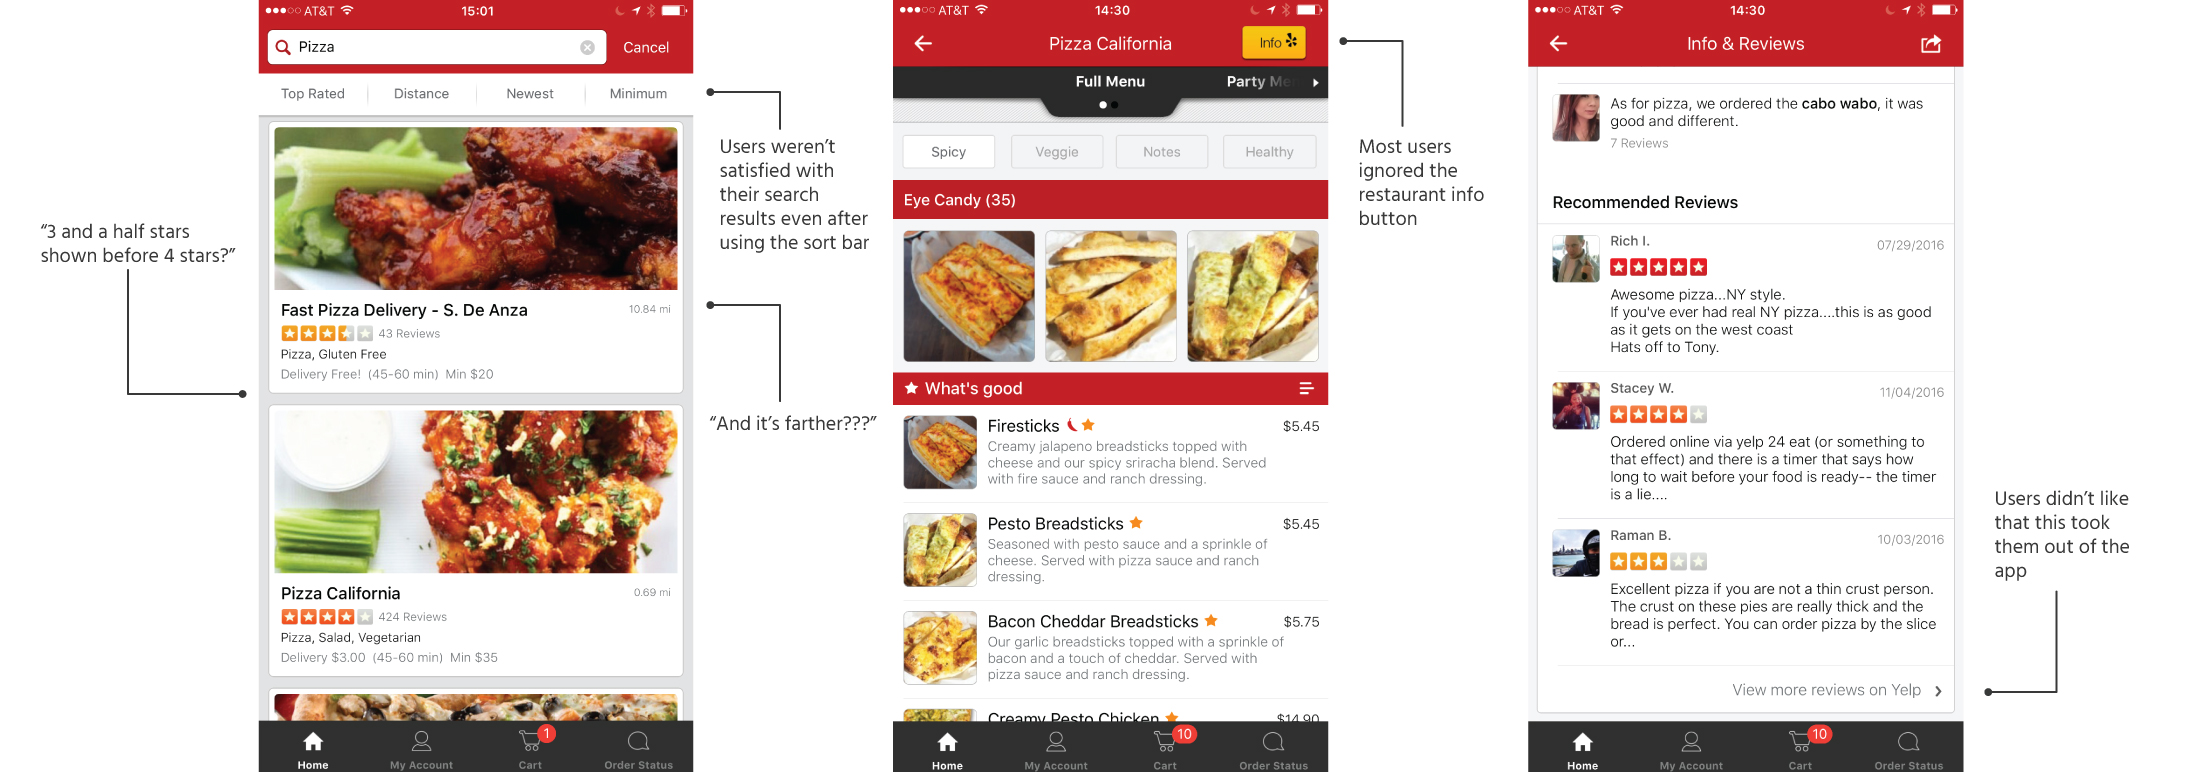 "3 and a half stars
shown before 4 stars?"
AT&T 15:01
Pizza Cancel
Top Rated Distance Newest Minimum
Fast Pizza Delivery - S. De Anza 10.84 mi
43 Reviews
Pizza, Gluten Free
Delivery Free! (45-60 min) Min $20
Pizza California 0.69 mi
424 Reviews
Pizza, Salad, Vegetarian
Delivery $3.00 (45-60 min) Min $35
Home My Account 1 Cart Order Status
Users weren't
satisfied with
their search
results even after
using the sort bar
"And it's farther???"
AT&T 14:30
Pizza California Info
Full Menu Party
Spicy Veggie Notes Healthy
Eye Candy (35)
What's good
Firesticks $5.45
Creamy jalapeno breadsticks topped with
cheese and our spicy sriracha blend. Served
with fire sauce and ranch dressing.
Pesto Breadsticks $5.45
Seasoned with pesto sauce and a sprinkle of
cheese. Served with pizza sauce and ranch
dressing.
Bacon Cheddar Breadsticks $5.75
Our garlic breadsticks topped with a sprinkle of
bacon and a touch of cheddar. Served with
pizza sauce and ranch dressing.
Creamy Pesto Chicken $14.90
Home My Account 10 Cart Order Status
Most users
ignored the
restaurant info
button
AT&T 14:30
Info & Reviews
As for pizza, we ordered the cabo wabo, it was
good and different.
7 Reviews
Recommended Reviews
Rich I. 07/29/2016
Awesome pizza...NY style.
If you've ever had real NY pizza....this is as good
as it gets on the west coast
Hats off to Tony.
Stacey W. 11/04/2016
Ordered online via yelp 24 eat (or something to
that effect) and there is a timer that says how
long to wait before your food is ready-- the timer
is a lie....
Raman B. 10/03/2016
Excellent pizza if you are not a thin crust person.
The crust on these pies are really thick and the
bread is perfect. You can order pizza by the slice
or...
View more reviews on Yelp
Home My Account 10 Cart Order Status
Users didn't like
that this took
them out of the
app